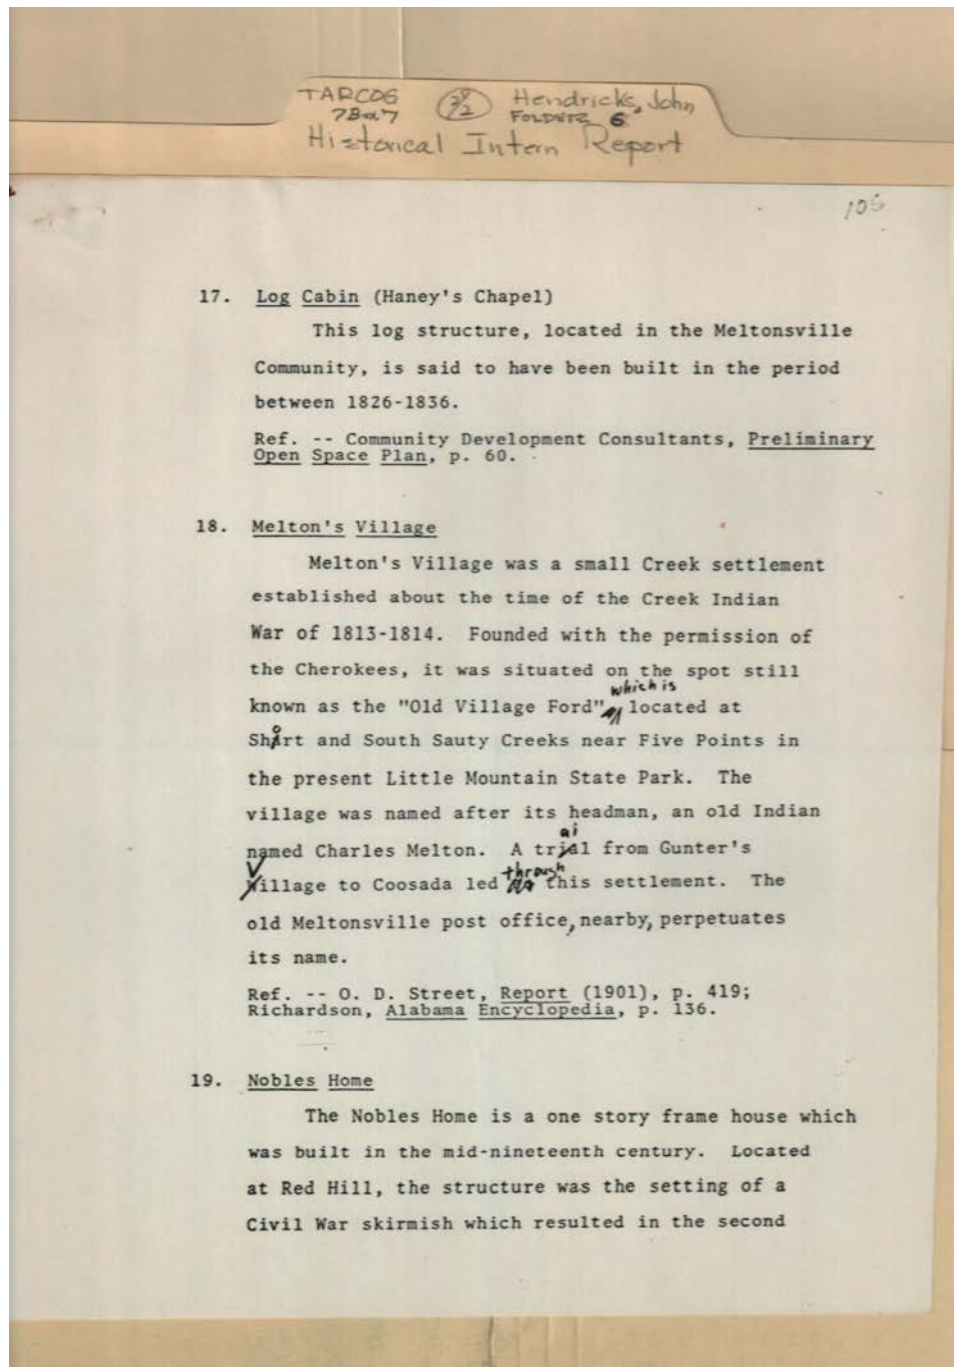 TARCOG
Hendricks, John
FOLDERS 6
Historical Intern Report
106
17. Log Cabin (Haney's Chapel)
This log structure, located in the Meltonsville
Community, is said to have been built in the period
between 1826-1836.
Ref. -- Community Development Consultants, Preliminary
Open Space Plan, p. 60.
18. Melton's Village
Melton's Village was a small Creek settlement
established about the time of the Creek Indian
War of 1813-1814. Founded with the permission of
the Cherokees, it was situated on the spot still
known as the "Old Village Ford" which is located at
Short and South Sauty Creeks near Five Points in
the present Little Mountain State Park. The
village was named after its headman, an old Indian
named Charles Melton. A trail from Gunter's
Village to Coosada led through this settlement. The
old Meltonsville post office, nearby, perpetuates
its name.
Ref. -- O. D. Street, Report (1901), p. 419;
Richardson, Alabama Encyclopedia, p. 136.
19. Nobles Home
The Nobles Home is a one story frame house which
was built in the mid-nineteenth century. Located
at Red Hill, the structure was the setting of a
Civil War skirmish which resulted in the second